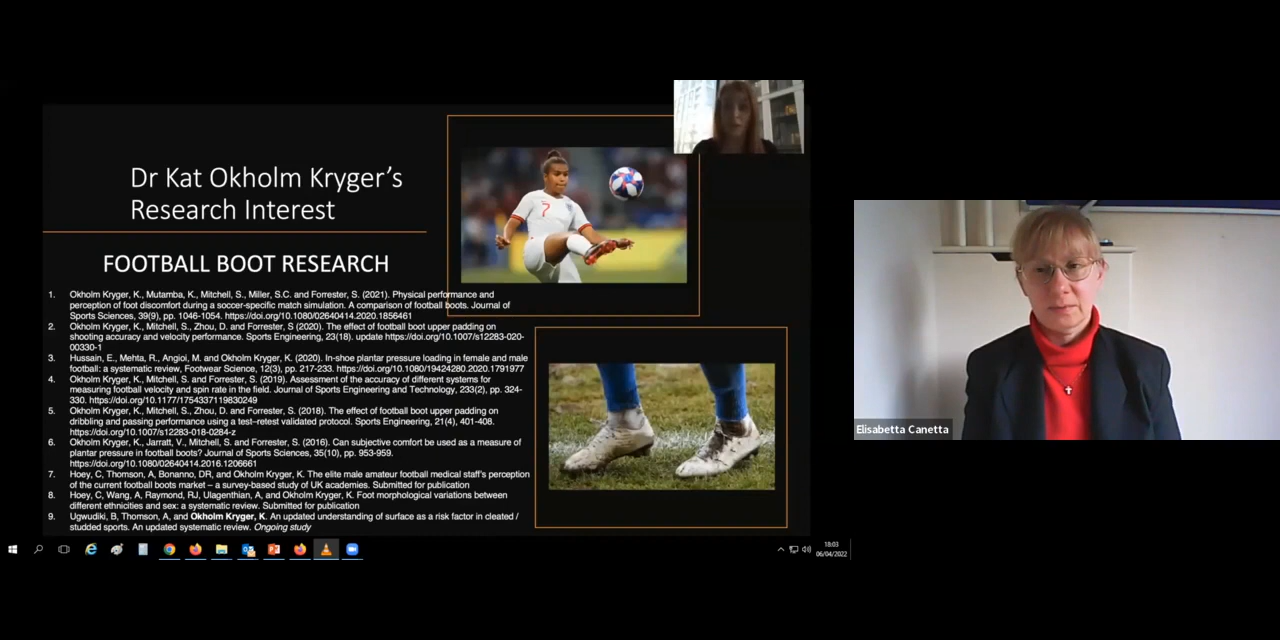 Dr Kat Okholm Kryger’s
Research Interest
FOOTBALL BOOT RESEARCH
1. Okholm Kryger, K., Mutamba, K., Mitchell, S., Miller, S.C. and Forrester, S. (2021). Physical performance and
perception of foot discomfort during a soccer-specific match simulation. A comparison of football boots. Journal of
Sports Sciences, 39(9), pp. 1046-1054. https://doi.org/10.1080/02640414.2020.1856461
2. Okholm Kryger, K., Mitchell, S., Zhou, D. and Forrester, S (2020). The effect of football boot upper padding on
shooting accuracy and velocity performance. Sports Engineering, 23(18). update https://doi.org/10.1007/s12283-020-
00330-1
3. Hussain, E., Mehta, R., Angioi, M. and Okholm Kryger, K. (2020). In-shoe plantar pressure loading in female and male
football: a systematic review, Footwear Science, 12(3), pp. 217-233. https://doi.org/10.1080/19424280.2020.1791977
4. Okholm Kryger, K., Mitchell, S. and Forrester, S. (2019). Assessment of the accuracy of different systems for
measuring football velocity and spin rate in the field. Journal of Sports Engineering and Technology, 233(2), pp. 324-
330. https://doi.org/10.1177/1754337119830249
5. Okholm Kryger, K., Mitchell, S., Zhou, D. and Forrester, S. (2018). The effect of football boot upper padding on
dribbling and passing performance using a test–retest validated protocol. Sports Engineering, 21(4), 401-408.
https://doi.org/10.1007/s12283-018-0284-z
6. Okholm Kryger, K., Jarratt, V., Mitchell, S. and Forrester, S. (2016). Can subjective comfort be used as a measure of
plantar pressure in football boots? Journal of Sports Sciences, 35(10), pp. 953-959.
https://doi.org/10.1080/02640414.2016.1206661
7. Hoey, C, Thomson, A, Bonanno, DR, and Okholm Kryger, K. The elite male amateur football medical staff’s perception
of the current football boots market – a survey-based study of UK academies. Submitted for publication
8. Hoey, C, Wang, A, Raymond, RJ, Ulagenthian, A, and Okholm Kryger, K. Foot morphological variations between
different ethnicities and sex: a systematic review. Submitted for publication
9. Ugwudiki, B, Thomson, A, and Okholm Kryger, K. An updated understanding of surface as a risk factor in cleated /
studded sports. An updated systematic review. Ongoing study
7
Elisabetta Canetta
18:03
06/04/2022